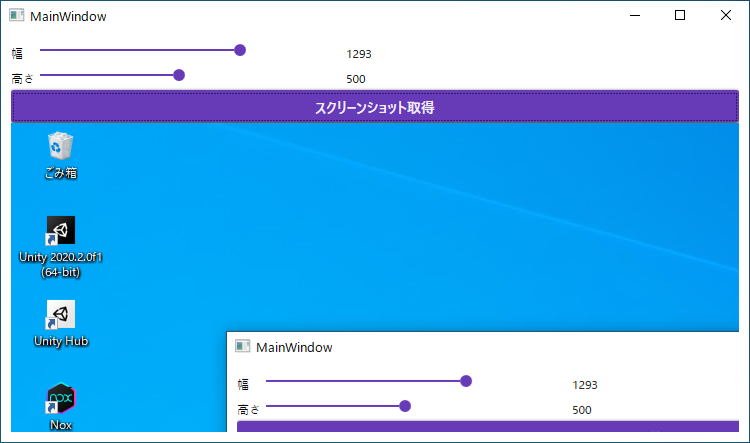 MainWindow
幅 1293
高さ 500
スクリーンショット取得
ごみ箱
Unity 2020.2.0f1
(64-bit)
Unity Hub
Nox
MainWindow
幅 1293
高さ 500